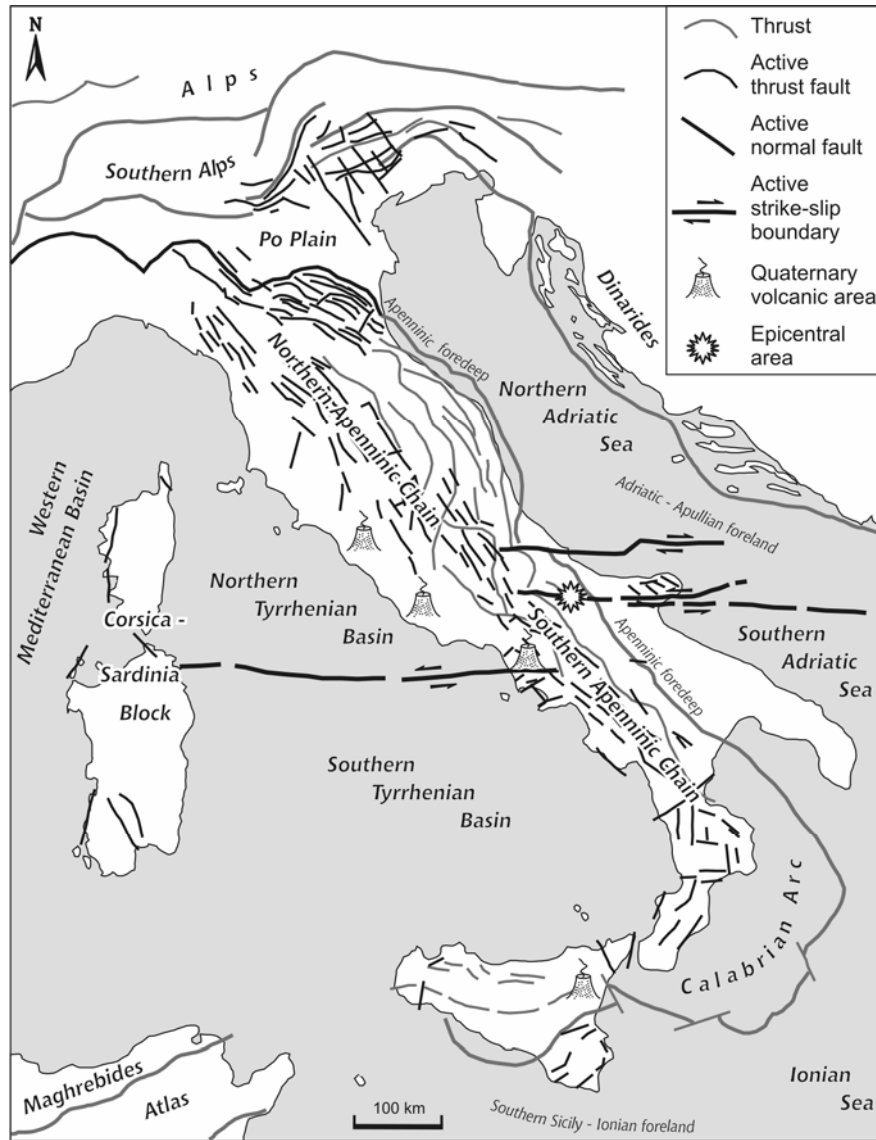 N
Alps
Southern Alps
Po Plain
Dinarides
Apenninic foredeep
Northern Apenninic Chain
Northern
Adriatic
Sea
Adriatic - Apullian foreland
Western
Mediterranean Basin
Northern
Tyrrhenian
Basin
Corsica -
Sardinia
Block
Southern
Adriatic
Sea
Apenninic foredeep
Southern Apenninic Chain
Southern
Tyrrhenian
Basin
Calabrian Arc
Maghrebides
Atlas
100 km
Southern Sicily - Ionian foreland
Ionian
Sea
Thrust
Active
thrust fault
Active
normal fault
Active
strike-slip
boundary
Quaternary
volcanic area
Epicentral
area